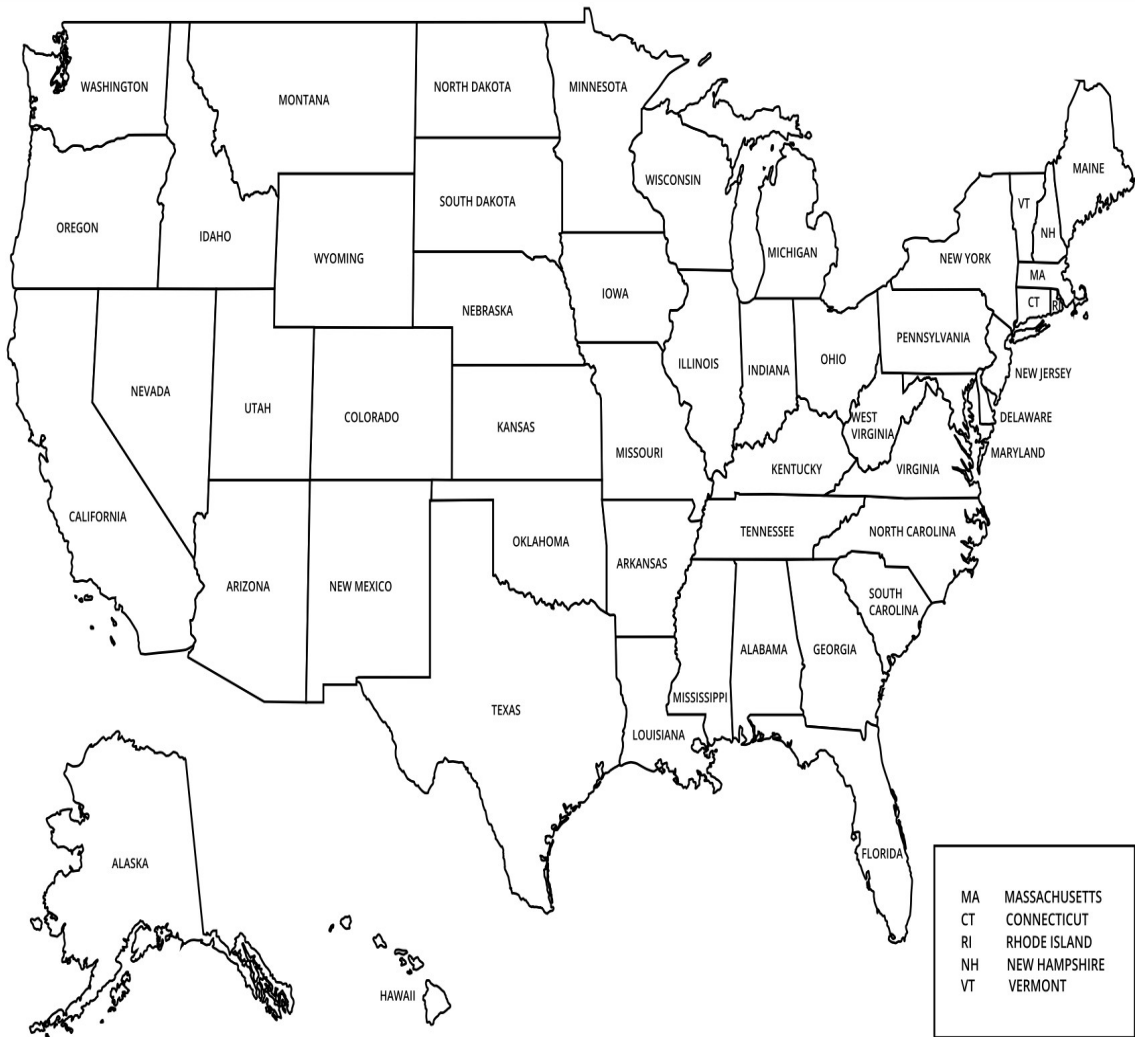 WASHINGTON
MONTANA
NORTH DAKOTA
MINNESOTA
MAINE
WISCONSIN
SOUTH DAKOTA
VT
OREGON
IDAHO
NH
MICHIGAN
WYOMING
NEW YORK
MA
IOWA
CT
RI
NEBRASKA
PENNSYLVANIA
OHIO
ILLINOIS
INDIANA
NEW JERSEY
NEVADA
UTAH
COLORADO
WEST
VIRGINIA
DELAWARE
KANSAS
MISSOURI
MARYLAND
KENTUCKY
VIRGINIA
CALIFORNIA
TENNESSEE
NORTH CAROLINA
OKLAHOMA
ARKANSAS
ARIZONA
NEW MEXICO
SOUTH
CAROLINA
ALABAMA
GEORGIA
MISSISSIPPI
TEXAS
LOUISIANA
FLORIDA
ALASKA
HAWAII
MA MASSACHUSETTS
CT CONNECTICUT
RI RHODE ISLAND
NH NEW HAMPSHIRE
VT VERMONT